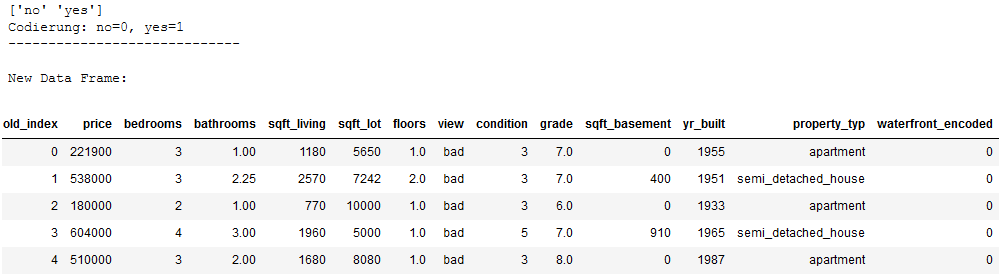 ['no' 'yes']
Codierung: no=0, yes=1
-----------------------------
New Data Frame:
old_index price bedrooms bathrooms sqft_living sqft_lot floors view condition grade sqft_basement yr_built property_typ waterfront_encoded
0 221900 3 1.00 1180 5650 1.0 bad 3 7.0 0 1955 apartment 0
1 538000 3 2.25 2570 7242 2.0 bad 3 7.0 400 1951 semi_detached_house 0
2 180000 2 1.00 770 10000 1.0 bad 3 6.0 0 1933 apartment 0
3 604000 4 3.00 1960 5000 1.0 bad 5 7.0 910 1965 semi_detached_house 0
4 510000 3 2.00 1680 8080 1.0 bad 3 8.0 0 1987 apartment 0